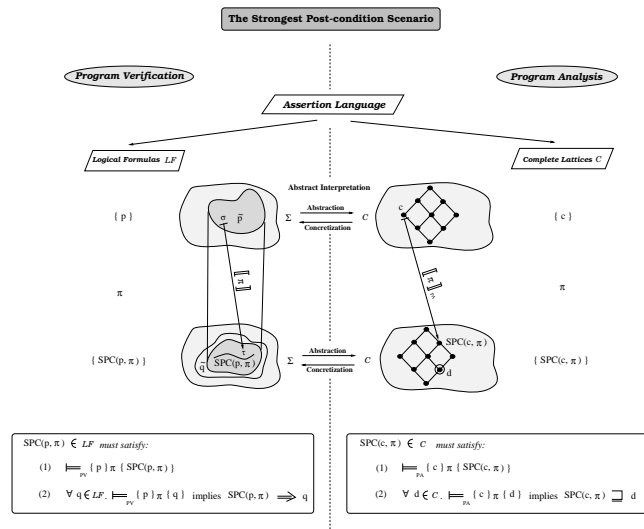 The Strongest Post-condition Scenario
Program Verification
Program Analysis
Assertion Language
Logical Formulas LF
Complete Lattices C
Abstract Interpretation
{ p }
σ
p̃
Σ
Abstraction
Concretization
C
c
{ c }
π
[[ π ]]
[[ π ]] PA
π
{ SPC(p, π) }
q̃
τ
SPC(p, π)
Σ
Abstraction
Concretization
C
SPC(c, π)
d
{ SPC(c, π) }
SPC(p, π) ∈ LF must satisfy:
(1) ⊨PV { p } π { SPC(p, π) }
(2) ∀ q ∈ LF. ⊨PV { p } π { q } implies SPC(p, π) ⟹ q
SPC(c, π) ∈ C must satisfy:
(1) ⊨PA { c } π { SPC(c, π) }
(2) ∀ d ∈ C. ⊨PA { c } π { d } implies SPC(c, π) ⊒ d